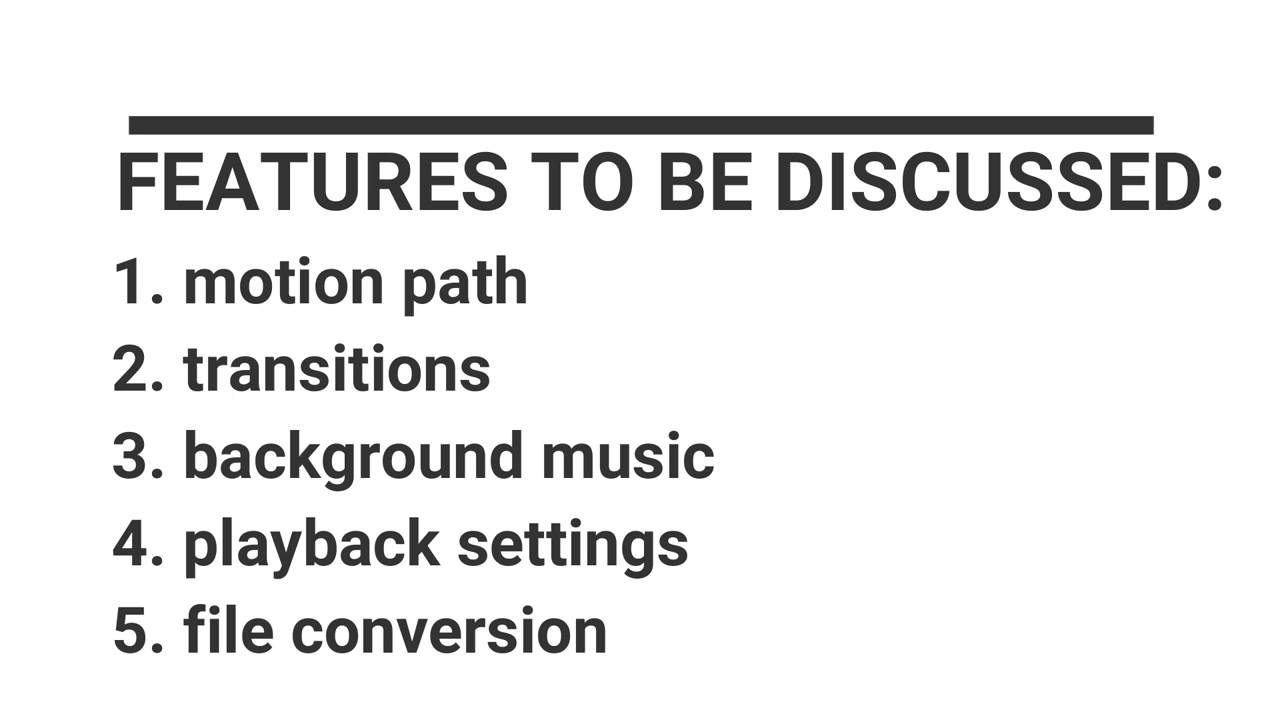 FEATURES TO BE DISCUSSED:
1. motion path
2. transitions
3. background music
4. playback settings
5. file conversion